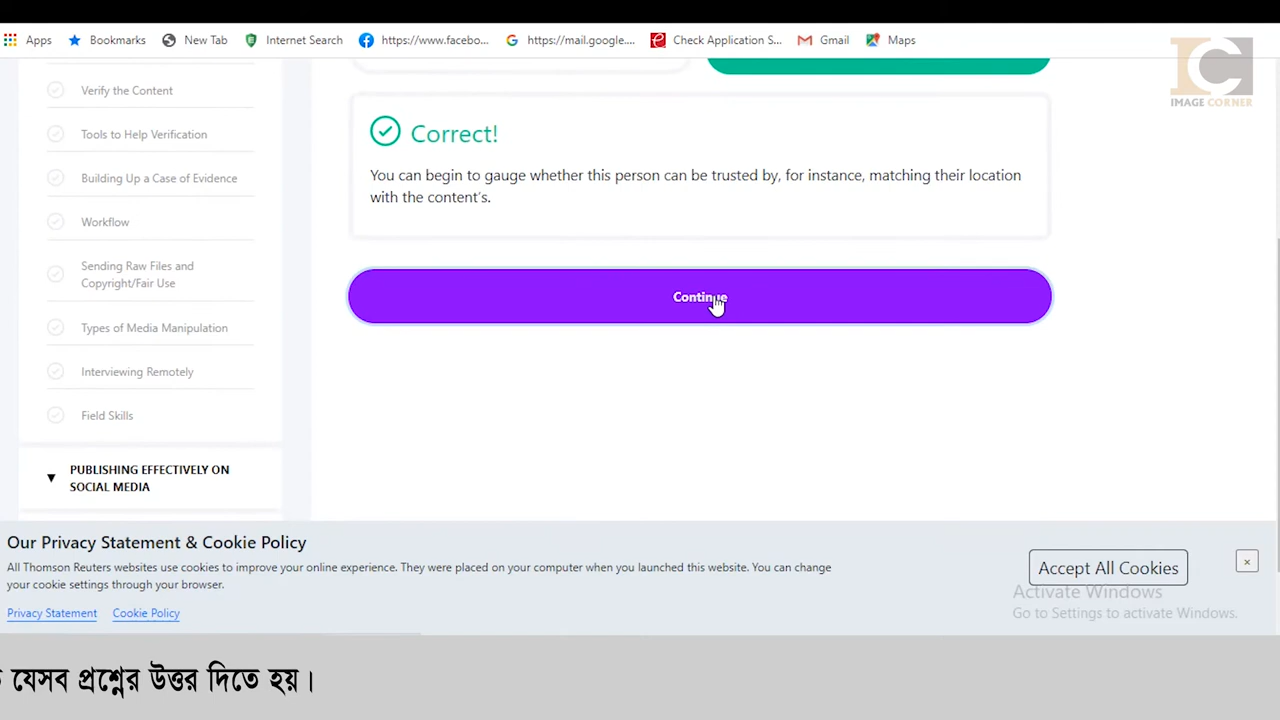 Apps Bookmarks New Tab Internet Search https://www.facebo... https://mail.google.... Check Application S... Gmail Maps
IC
IMAGE CORNER
Verify the Content
Tools to Help Verification
Building Up a Case of Evidence
Workflow
Sending Raw Files and
Copyright/Fair Use
Types of Media Manipulation
Interviewing Remotely
Field Skills
PUBLISHING EFFECTIVELY ON
SOCIAL MEDIA
Correct!
You can begin to gauge whether this person can be trusted by, for instance, matching their location
with the content's.
Continue
Our Privacy Statement & Cookie Policy
All Thomson Reuters websites use cookies to improve your online experience. They were placed on your computer when you launched this website. You can change
your cookie settings through your browser.
Privacy Statement Cookie Policy
Accept All Cookies
×
Activate Windows
Go to Settings to activate Windows.
যেসব প্রশ্নের উত্তর দিতে হয়।